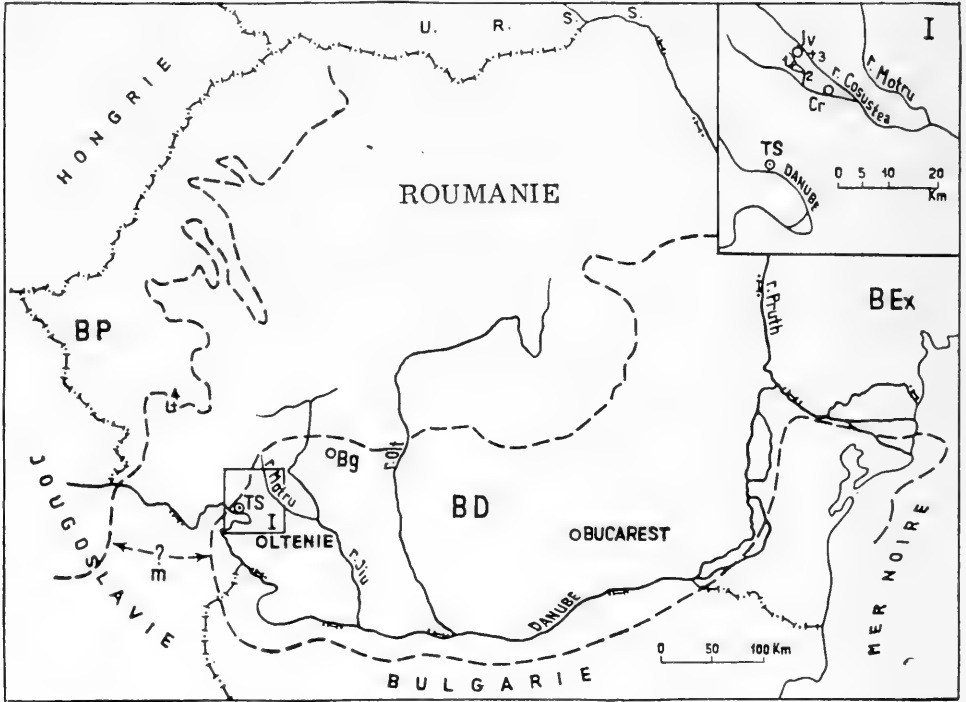 U. R. S. S.
HONGRIE
ROUMANIE
I
Iv
3
1
2
r. Cosustea
r. Motru
Cr
TS
DANUBE
0 5 10 20
Km
BP
r. Pruth
BEx
Bg
r. Olt
r. Motru
TS
I
BD
OLTENIE
BUCAREST
r. Jiu
?
m
JOUGOSLAVIE
DANUBE
MER NOIRE
0 50 100 Km
BULGARIE